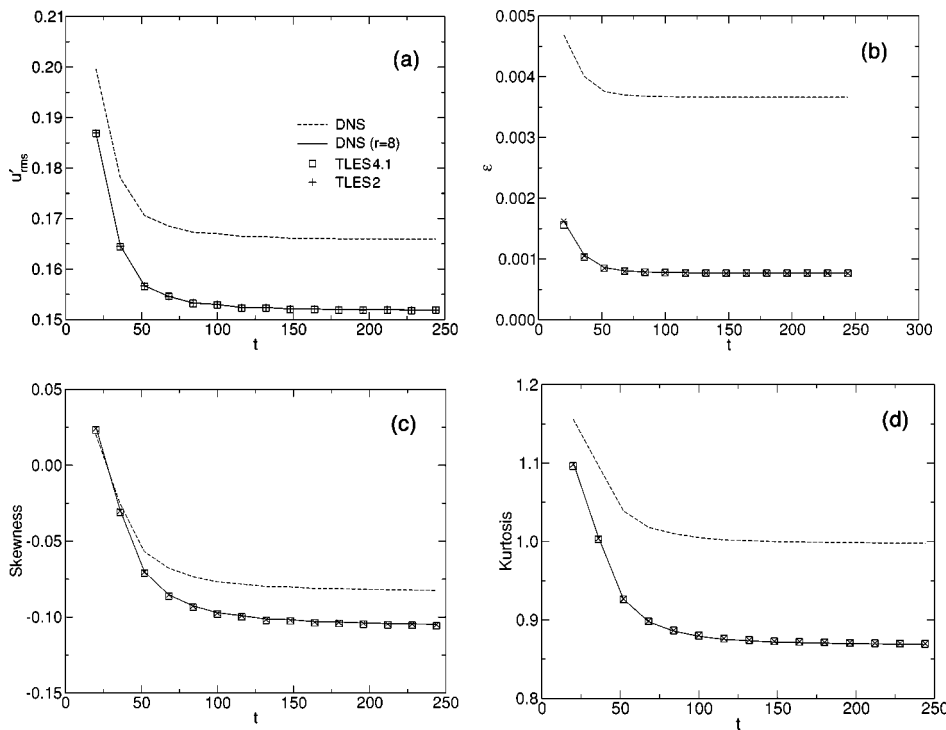 0.21
0.20
0.19
0.18
0.17
0.16
0.15
0 50 100 150 200 250
u'rms
t
(a)
DNS
DNS (r=8)
TLES4.1
TLES2
0.005
0.004
0.003
0.002
0.001
0.000
0 50 100 150 200 250 300
ε
t
(b)
0.05
0.00
-0.05
-0.10
-0.15
0 50 100 150 200 250
Skewness
t
(c)
1.2
1.1
1.0
0.9
0.8
0 50 100 150 200 250
Kurtosis
t
(d)